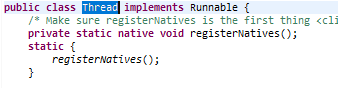 public class Thread implements Runnable {
/* Make sure registerNatives is the first thing <cli
private static native void registerNatives();
static {
registerNatives();
}